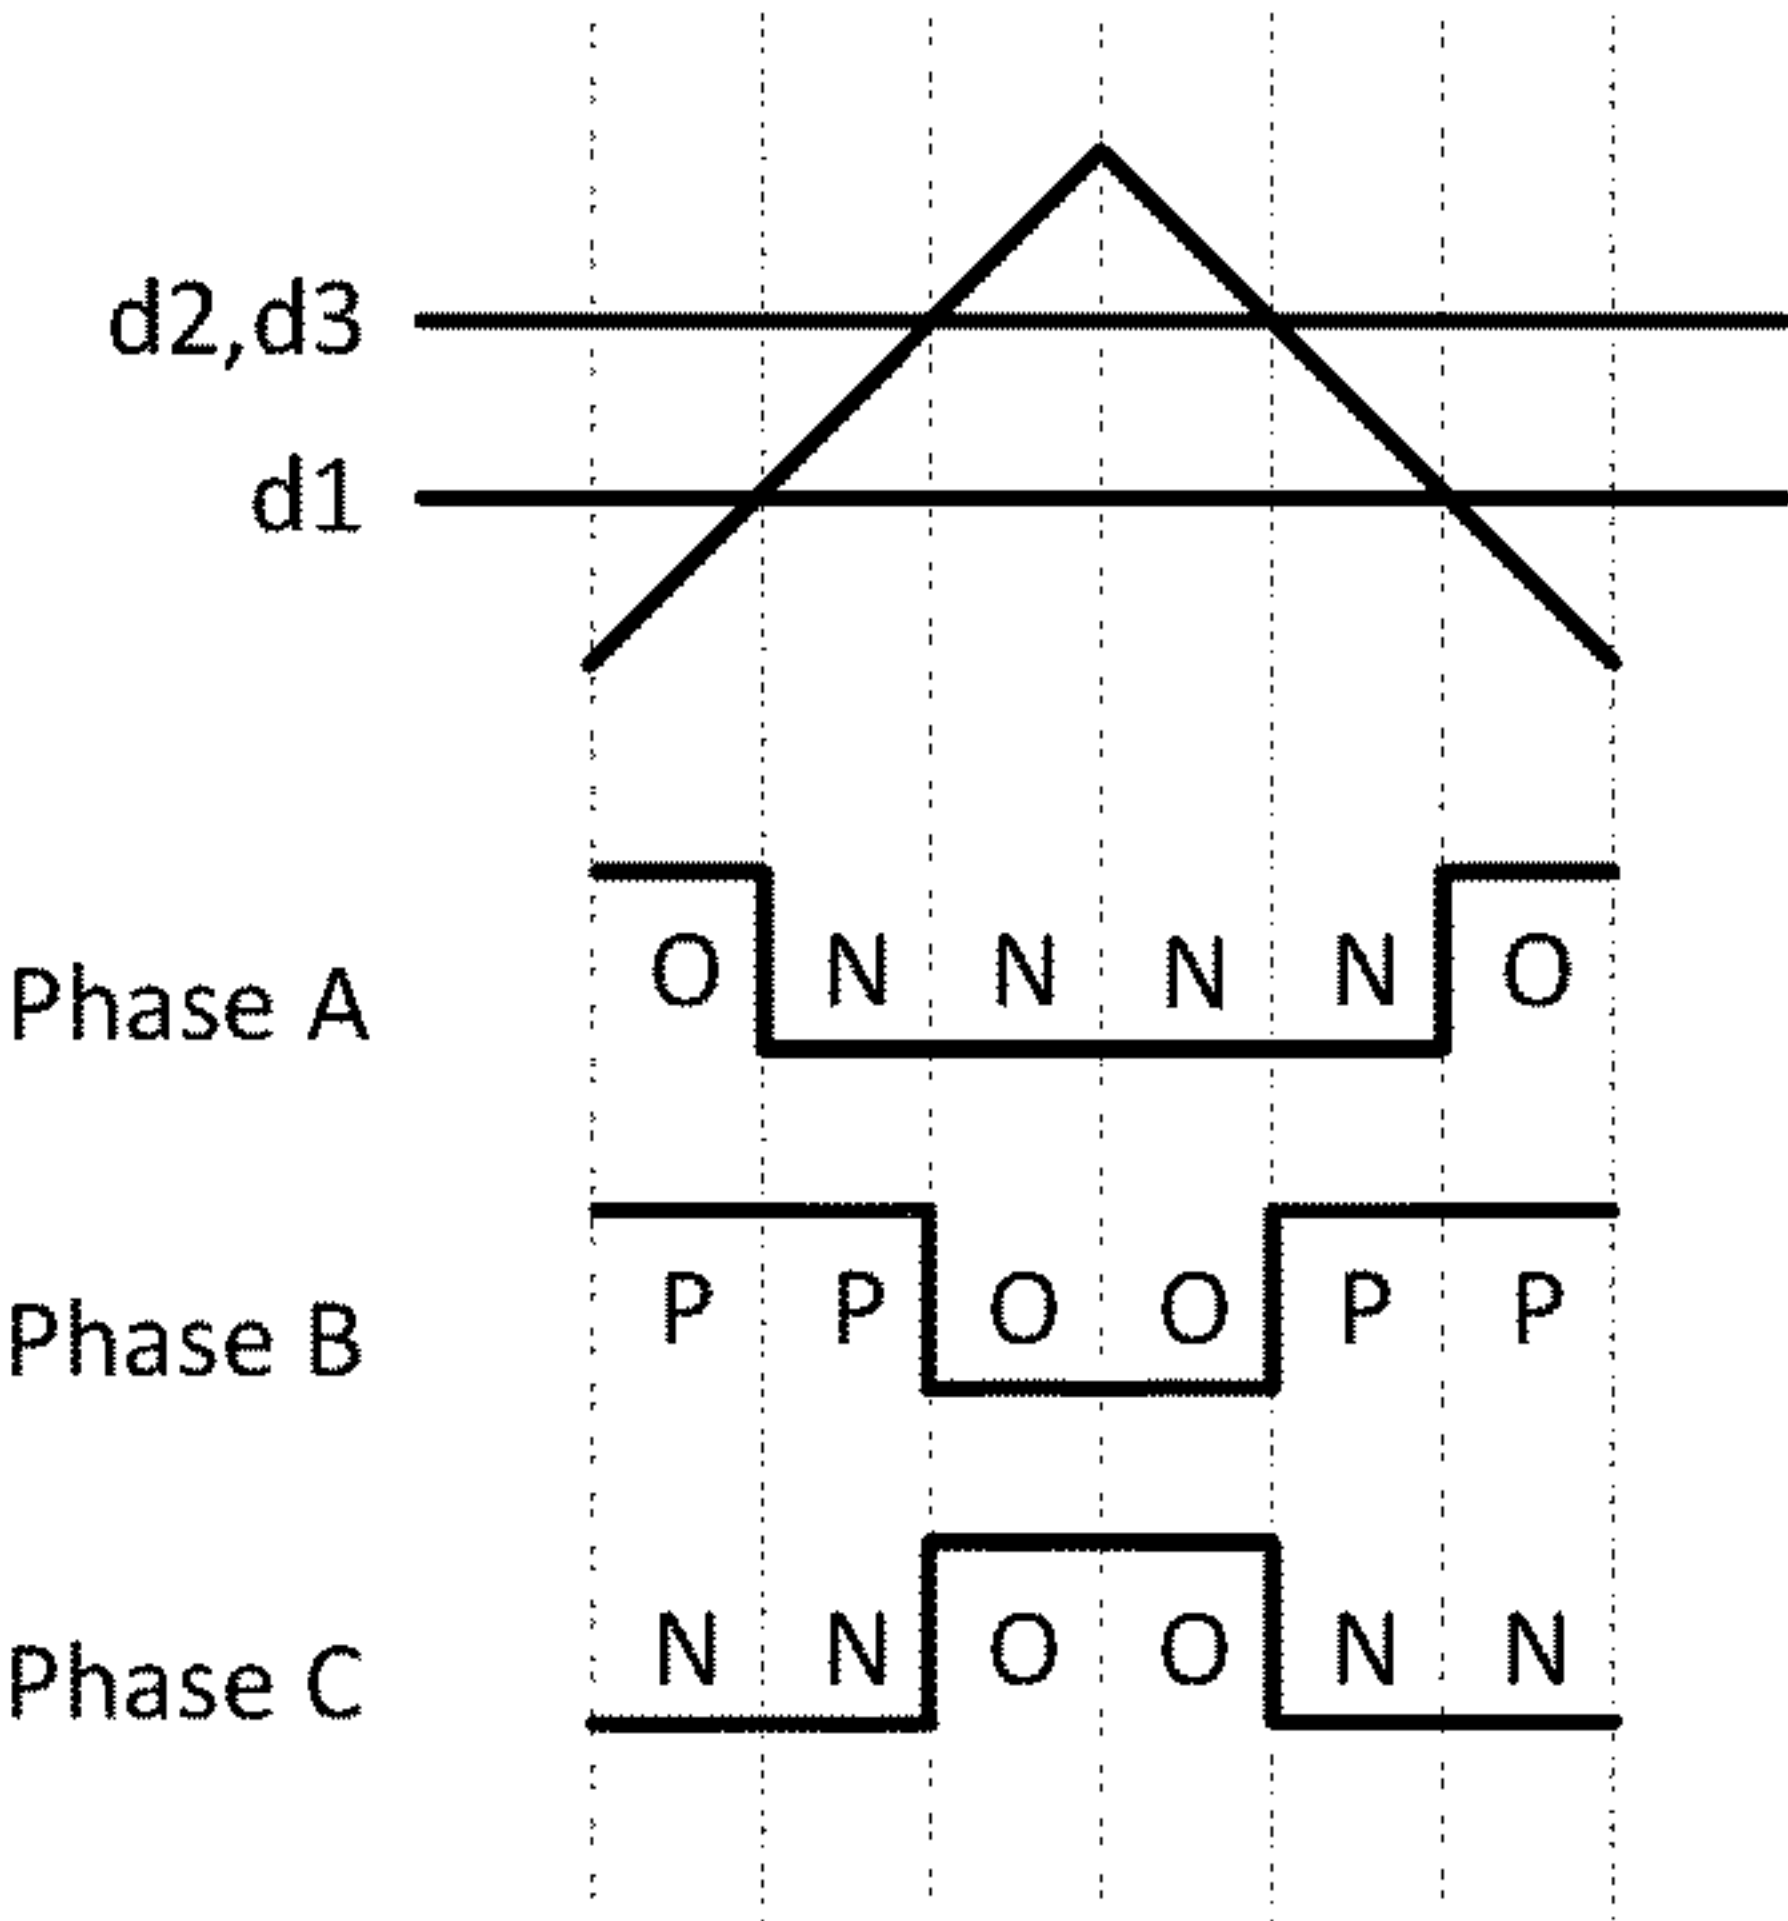 d2,d3
d1
Phase A O N N N N O
Phase B P P O O P P
Phase C N N O O N N